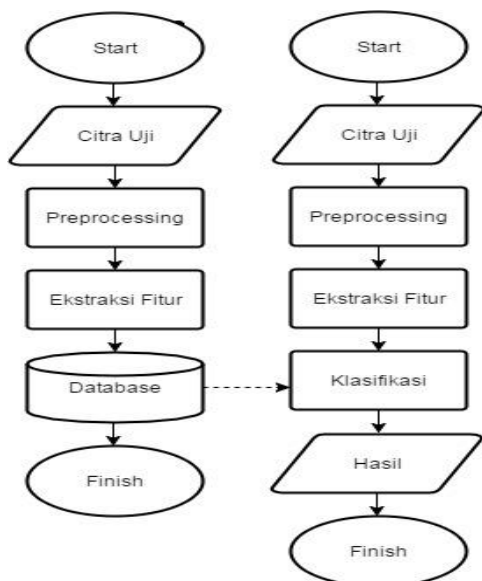 Start
Citra Uji
Preprocessing
Ekstraksi Fitur
Database
Finish
Start
Citra Uji
Preprocessing
Ekstraksi Fitur
Klasifikasi
Hasil
Finish